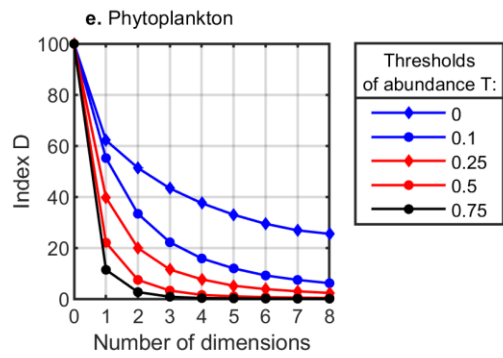 e. Phytoplankton
Index D
100
80
60
40
20
0
0 1 2 3 4 5 6 7 8
Number of dimensions
Thresholds
of abundance T:
0
0.1
0.25
0.5
0.75